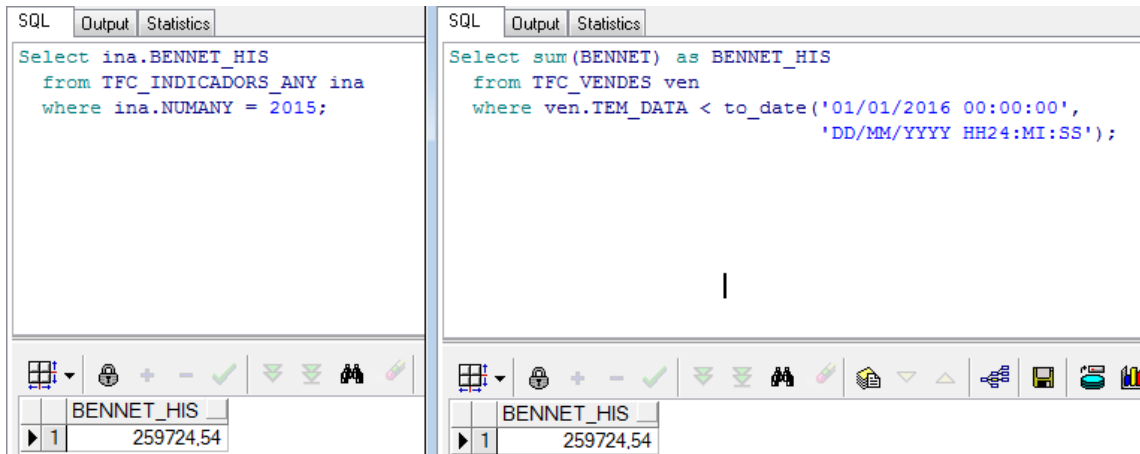 SQL Output Statistics
Select ina.BENNET_HIS
from TFC_INDICADORS_ANY ina
where ina.NUMANY = 2015;
BENNET_HIS
1 259724,54
SQL Output Statistics
Select sum(BENNET) as BENNET_HIS
from TFC_VENDES ven
where ven.TEM_DATA < to_date('01/01/2016 00:00:00',
'DD/MM/YYYY HH24:MI:SS');
BENNET_HIS
1 259724,54